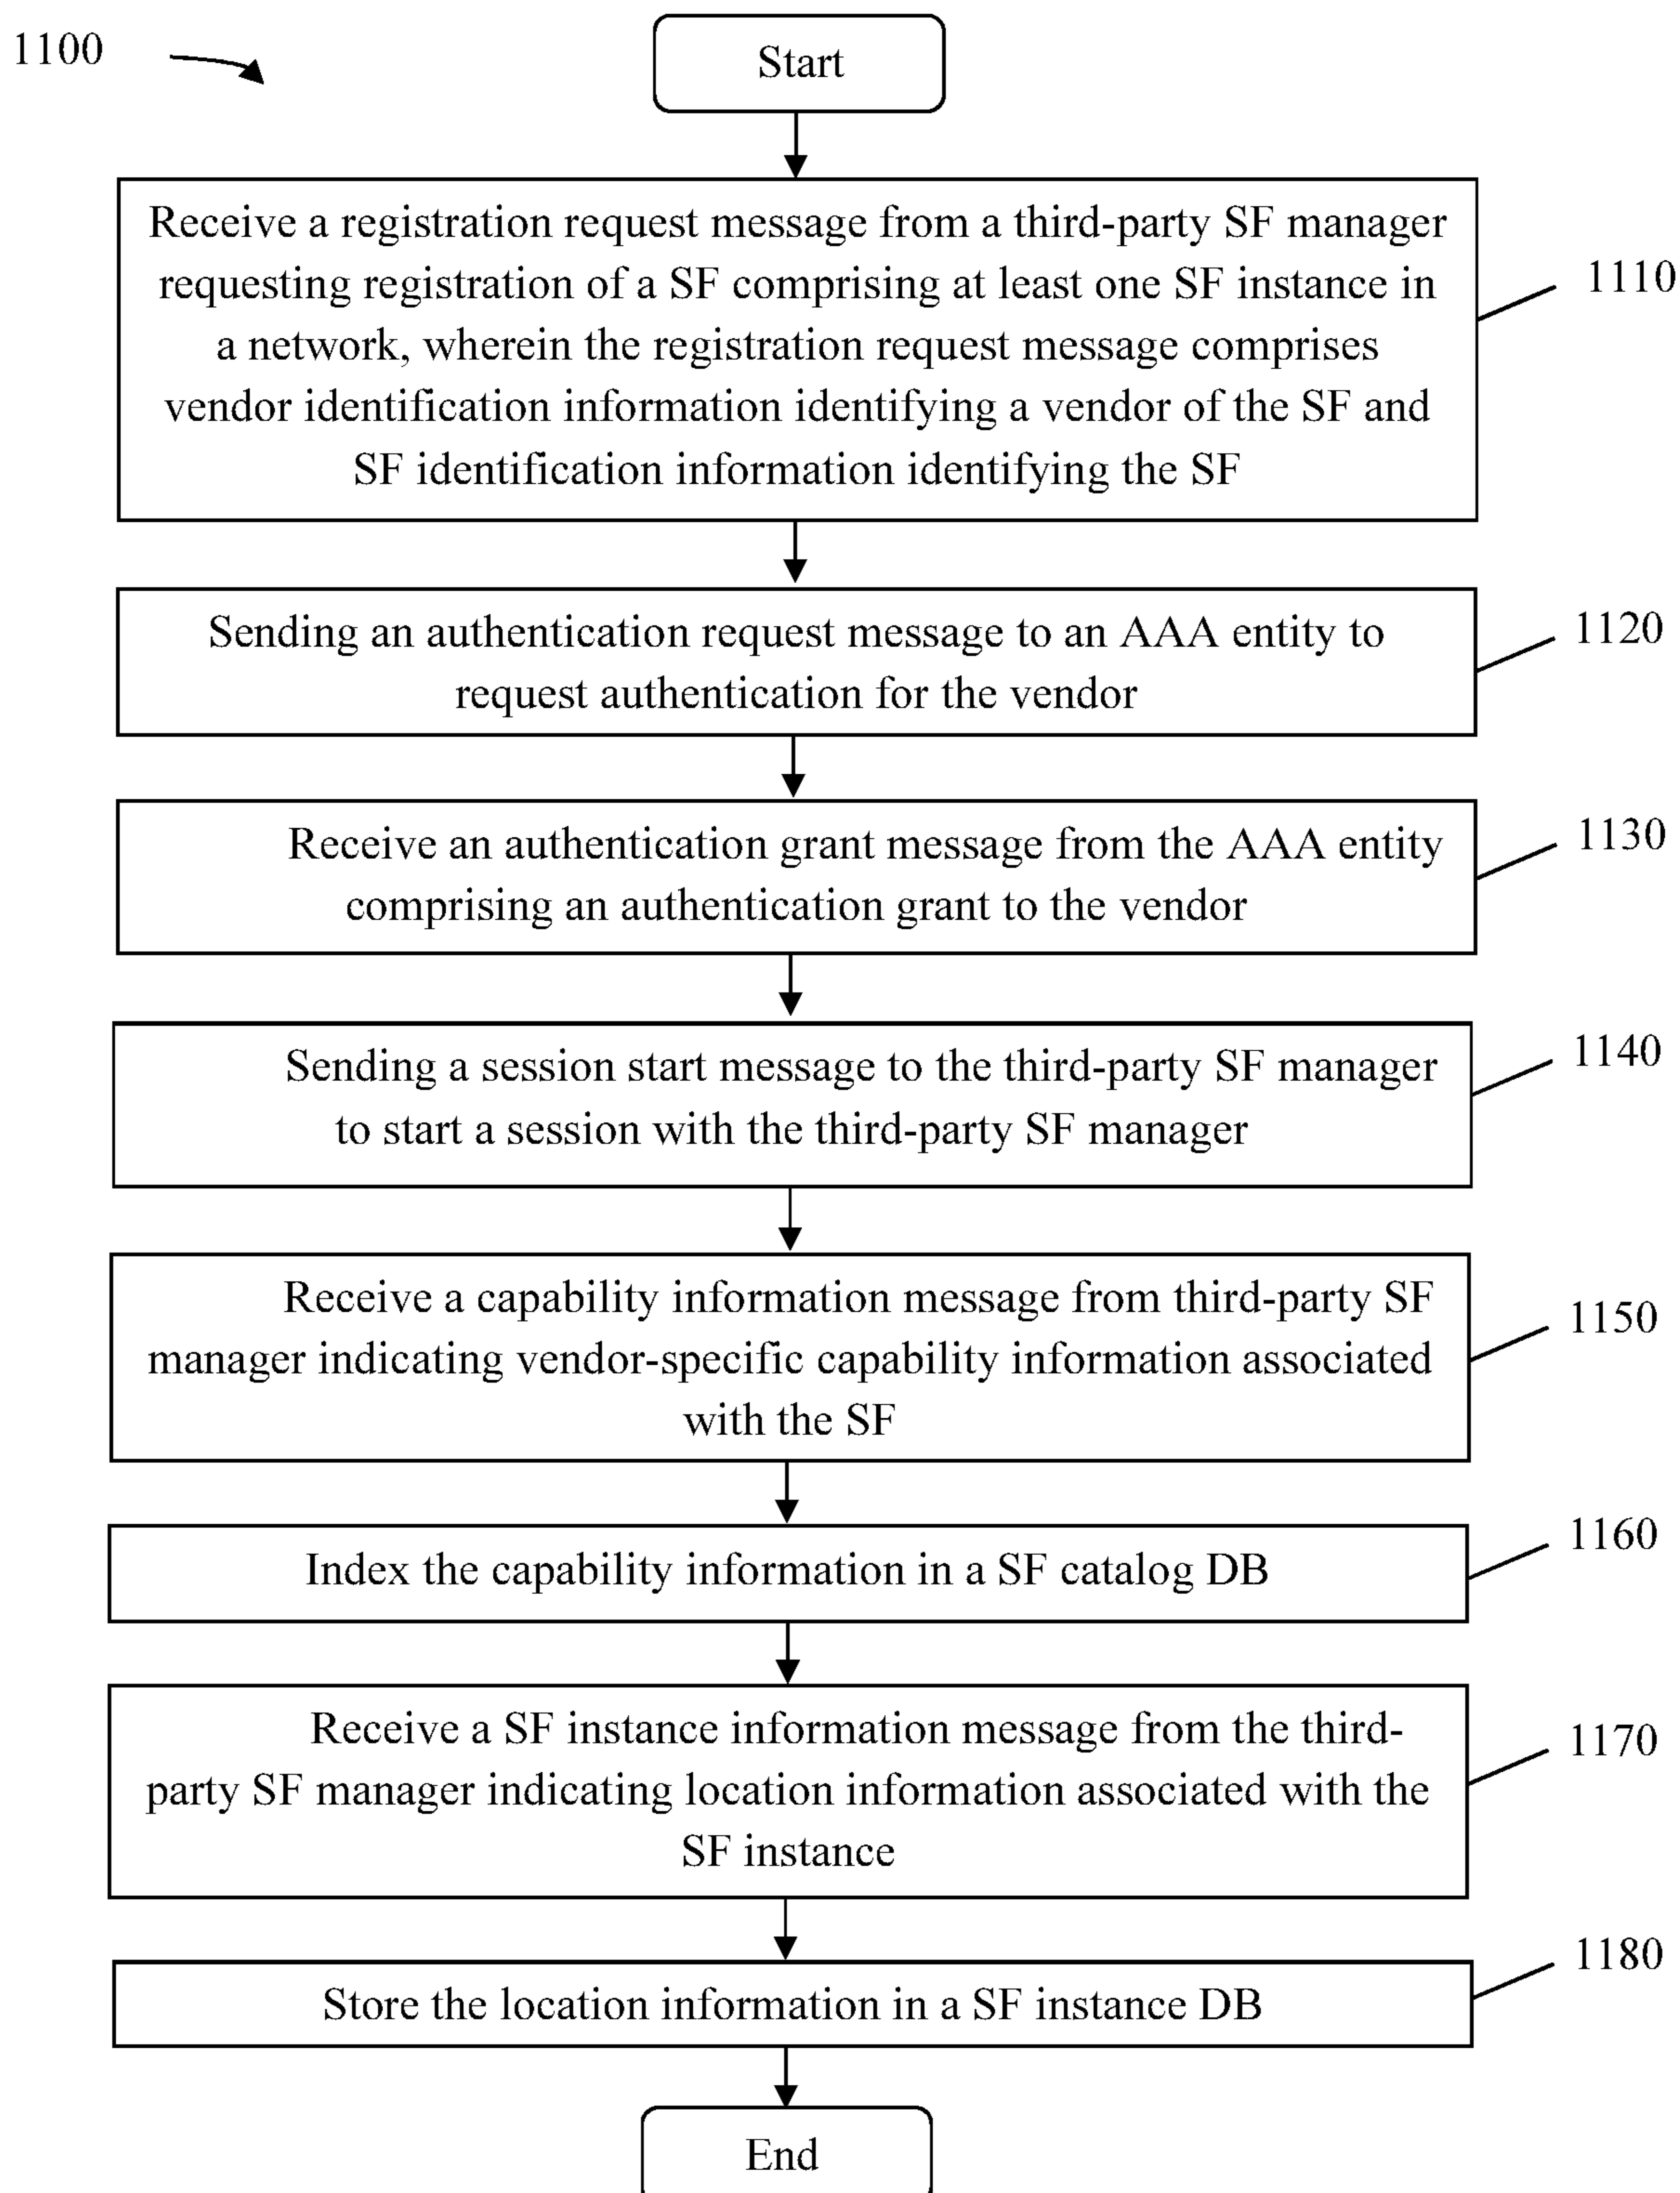 1100
Start
Receive a registration request message from a third-party SF manager
requesting registration of a SF comprising at least one SF instance in
a network, wherein the registration request message comprises
vendor identification information identifying a vendor of the SF and
SF identification information identifying the SF
1110
Sending an authentication request message to an AAA entity to
request authentication for the vendor
1120
Receive an authentication grant message from the AAA entity
comprising an authentication grant to the vendor
1130
Sending a session start message to the third-party SF manager
to start a session with the third-party SF manager
1140
Receive a capability information message from third-party SF
manager indicating vendor-specific capability information associated
with the SF
1150
Index the capability information in a SF catalog DB
1160
Receive a SF instance information message from the third-
party SF manager indicating location information associated with the
SF instance
1170
Store the location information in a SF instance DB
1180
End